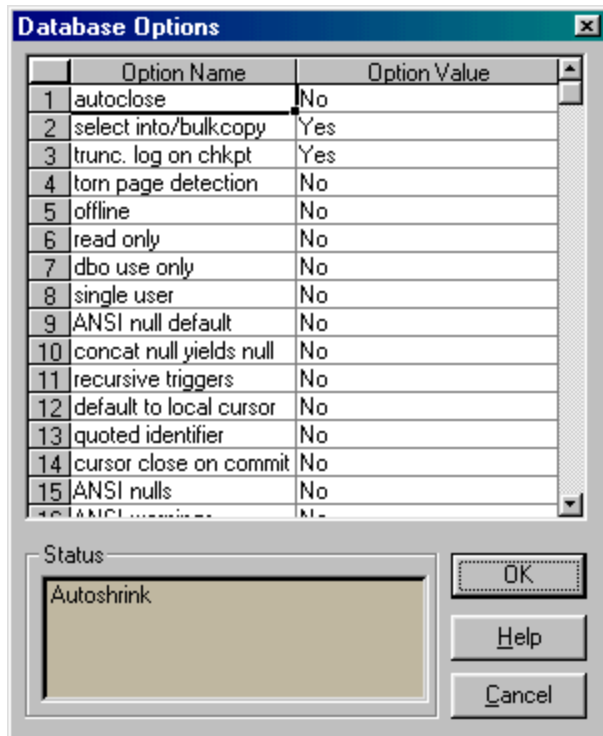 Database Options
Option Name Option Value
1 autoclose No
2 select into/bulkcopy Yes
3 trunc. log on chkpt Yes
4 torn page detection No
5 offline No
6 read only No
7 dbo use only No
8 single user No
9 ANSI null default No
10 concat null yields null No
11 recursive triggers No
12 default to local cursor No
13 quoted identifier No
14 cursor close on commit No
15 ANSI nulls No
Status
Autoshrink
OK
Help
Cancel